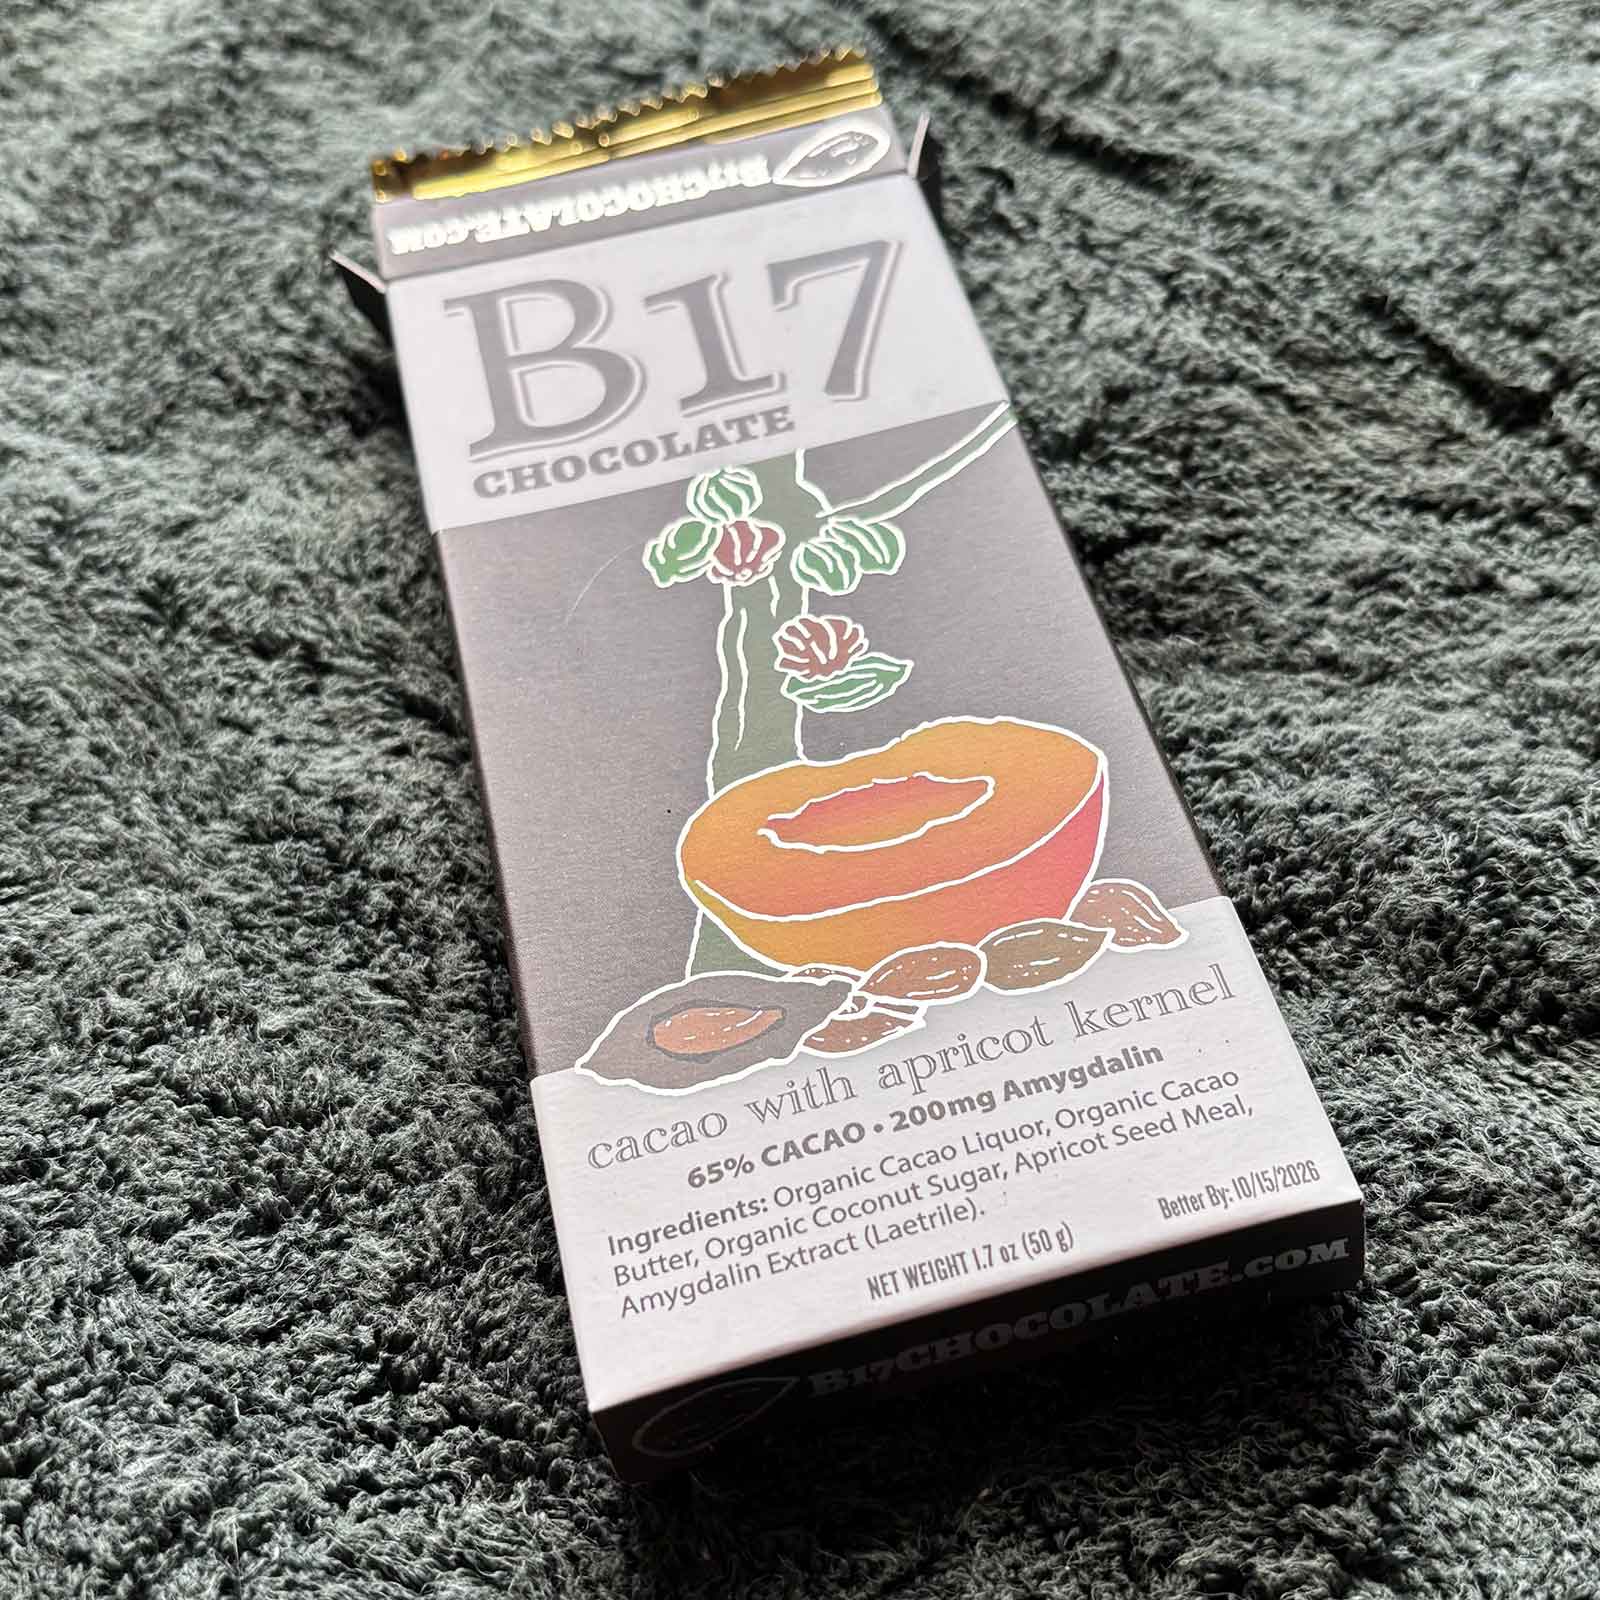 B17CHOCOLATE.COM
B17
CHOCOLATE
cacao with apricot kernel
65% CACAO • 200mg Amygdalin
Ingredients: Organic Cacao Liquor, Organic Cacao
Butter, Organic Coconut Sugar, Apricot Seed Meal,
Amygdalin Extract (Laetrile).
NET WEIGHT 1.7 oz (50 g)
Better By: 10/15/2026
B17CHOCOLATE.COM